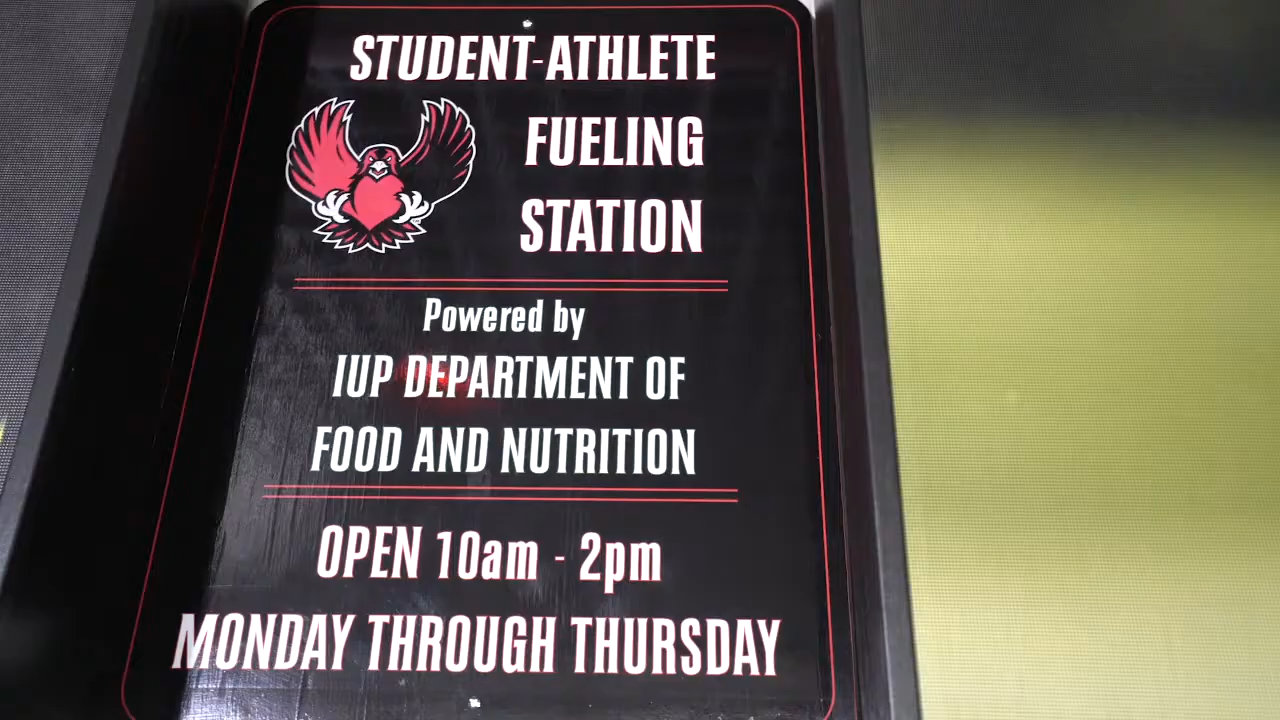 STUDENT-ATHLETE
FUELING
STATION
Powered by
IUP DEPARTMENT OF
FOOD AND NUTRITION
OPEN 10am - 2pm
MONDAY THROUGH THURSDAY